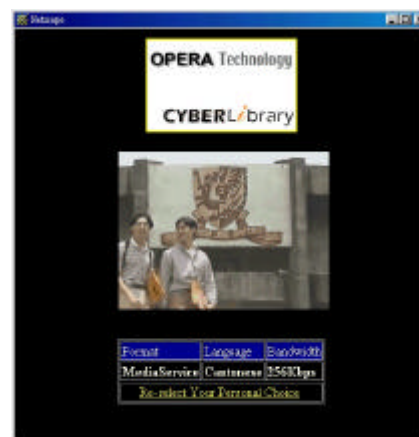 Netscape
OPERA Technology
CYBERLibrary
Format Language Bandwidth
MediaService Cantonese 256Kbps
Re-select Your Personal Choice